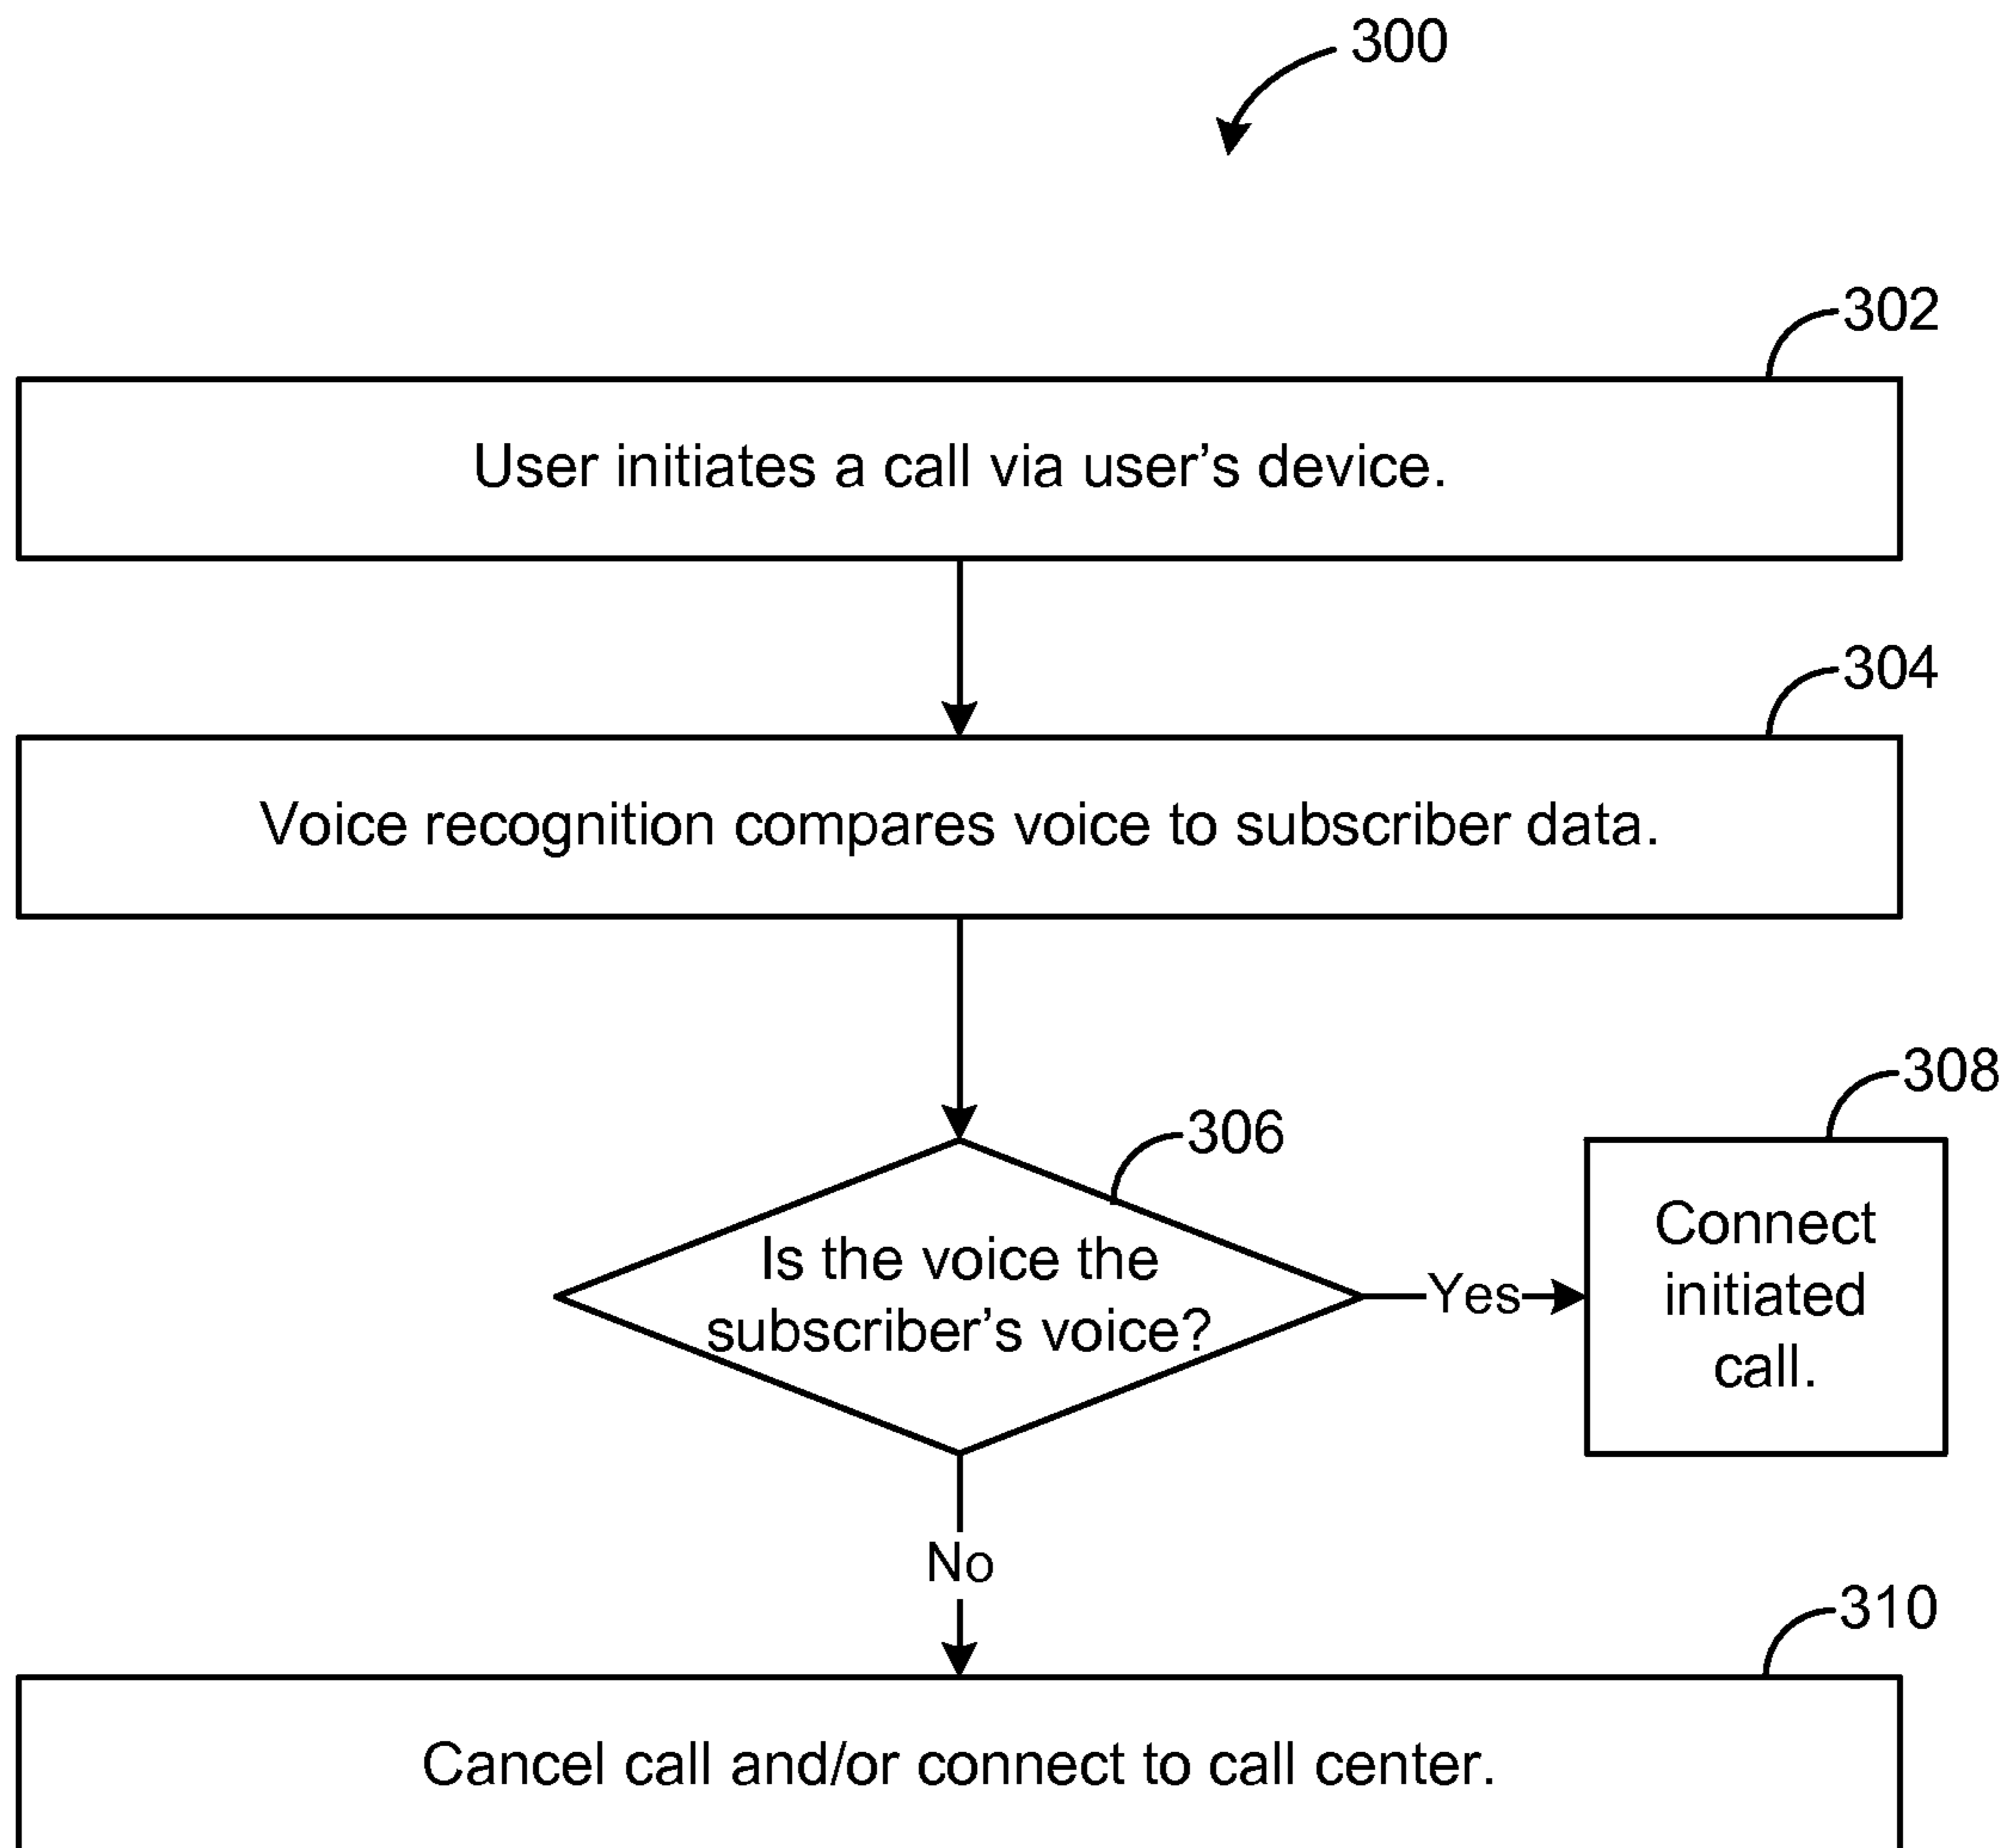 300
302
User initiates a call via user’s device.
304
Voice recognition compares voice to subscriber data.
306
Is the voice the
subscriber’s voice?
Yes
308
Connect
initiated
call.
No
310
Cancel call and/or connect to call center.